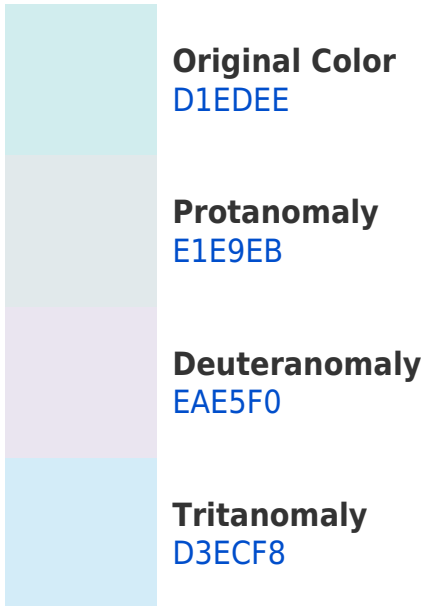 Original Color
D1EDEE
Protanomaly
E1E9EB
Deuteranomaly
EAE5F0
Tritanomaly
D3ECF8